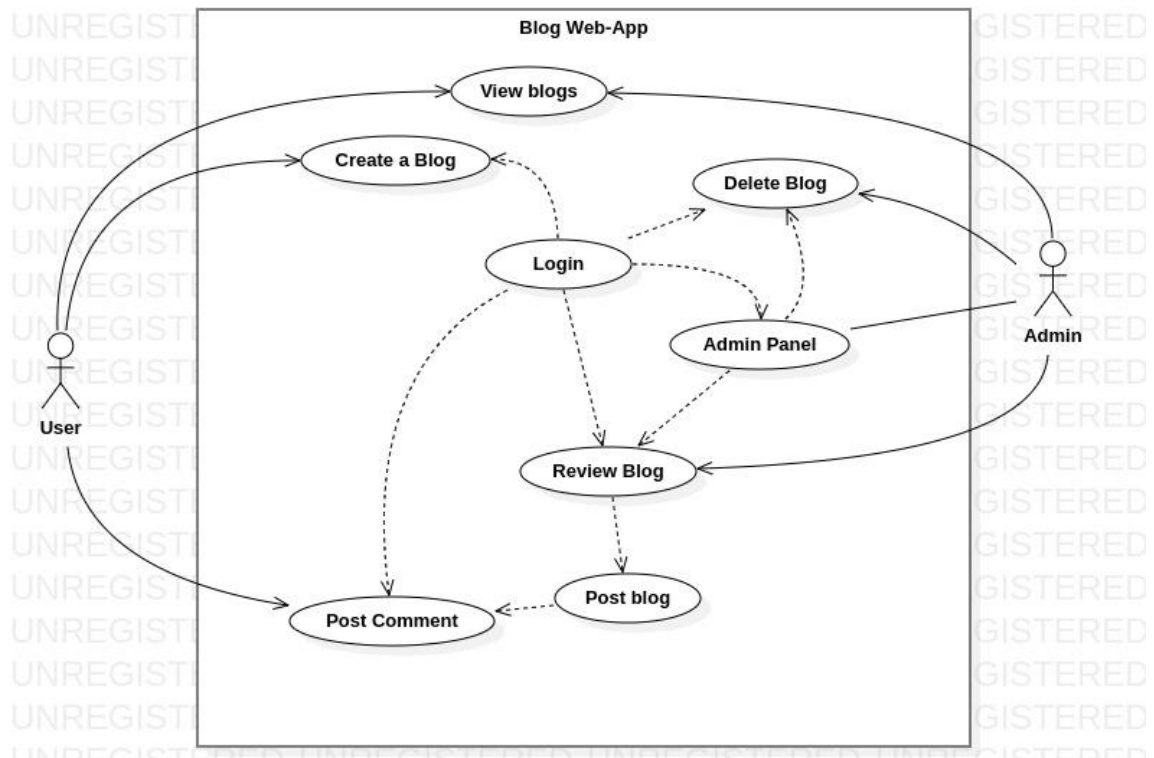 Blog Web-App
View blogs
Create a Blog
Delete Blog
Login
Admin Panel
Admin
User
Review Blog
Post blog
Post Comment
UNREGISTERED